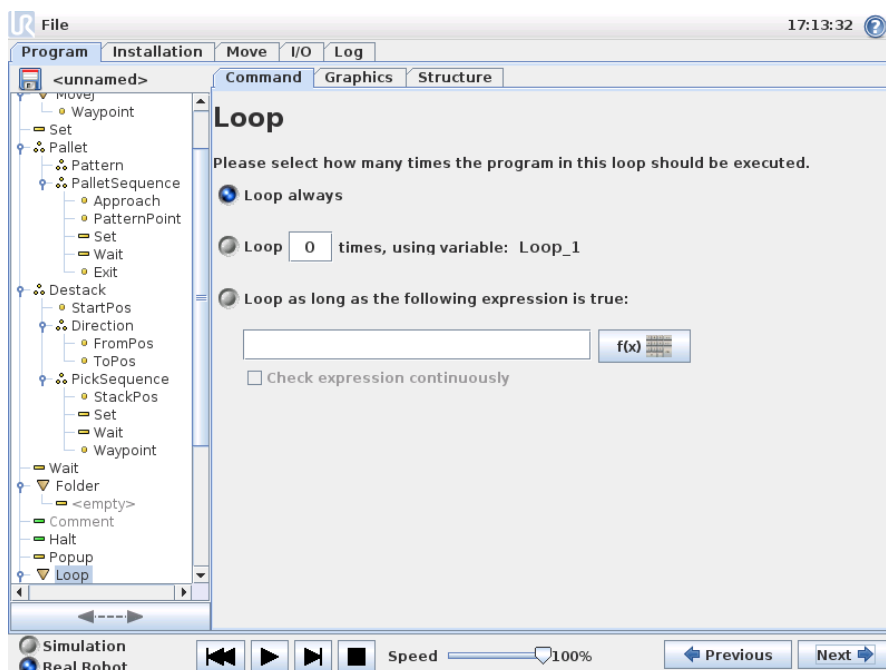 UR File 17:13:32 ?
Program Installation Move I/O Log
<unnamed> Command Graphics Structure
MoveJ
Waypoint
Set
Pallet
Pattern
PalletSequence
Approach
PatternPoint
Set
Wait
Exit
Destack
StartPos
Direction
FromPos
ToPos
PickSequence
StackPos
Set
Wait
Waypoint
Wait
Folder
<empty>
Comment
Halt
Popup
Loop
Loop
Please select how many times the program in this loop should be executed.
Loop always
Loop 0 times, using variable: Loop_1
Loop as long as the following expression is true:
f(x)
Check expression continuously
Simulation
Real Robot
Speed 100%
Previous Next